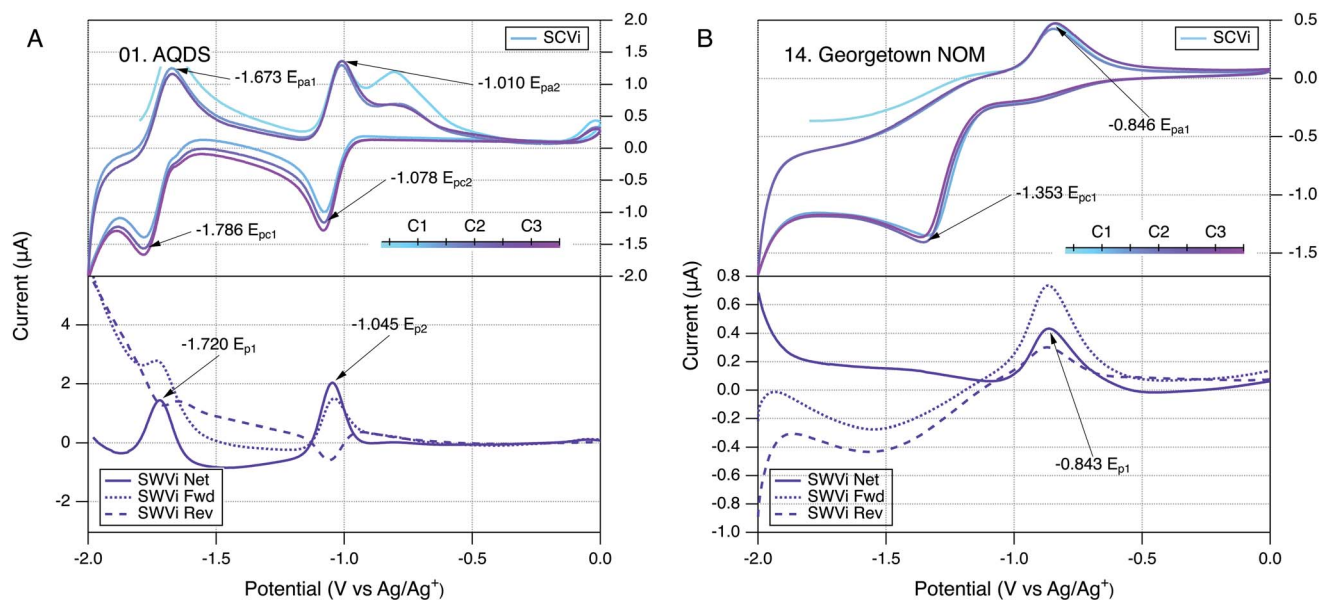 A
01. AQDS
SCVi
-1.673 Epa1
-1.010 Epa2
-1.078 Epc2
-1.786 Epc1
C1 C2 C3
2.0
1.5
1.0
0.5
0.0
-0.5
-1.0
-1.5
-2.0
Current (µA)
4
2
0
-2
-1.720 Ep1
-1.045 Ep2
SWVi Net
SWVi Fwd
SWVi Rev
-2.0 -1.5 -1.0 -0.5 0.0
Potential (V vs Ag/Ag+)
B
14. Georgetown NOM
SCVi
-0.846 Epa1
-1.353 Epc1
C1 C2 C3
0.5
0.0
-0.5
-1.0
-1.5
Current (µA)
0.8
0.6
0.4
0.2
0.0
-0.2
-0.4
-0.6
-0.8
-1.0
-0.843 Ep1
SWVi Net
SWVi Fwd
SWVi Rev
-2.0 -1.5 -1.0 -0.5 0.0
Potential (V vs Ag/Ag+)